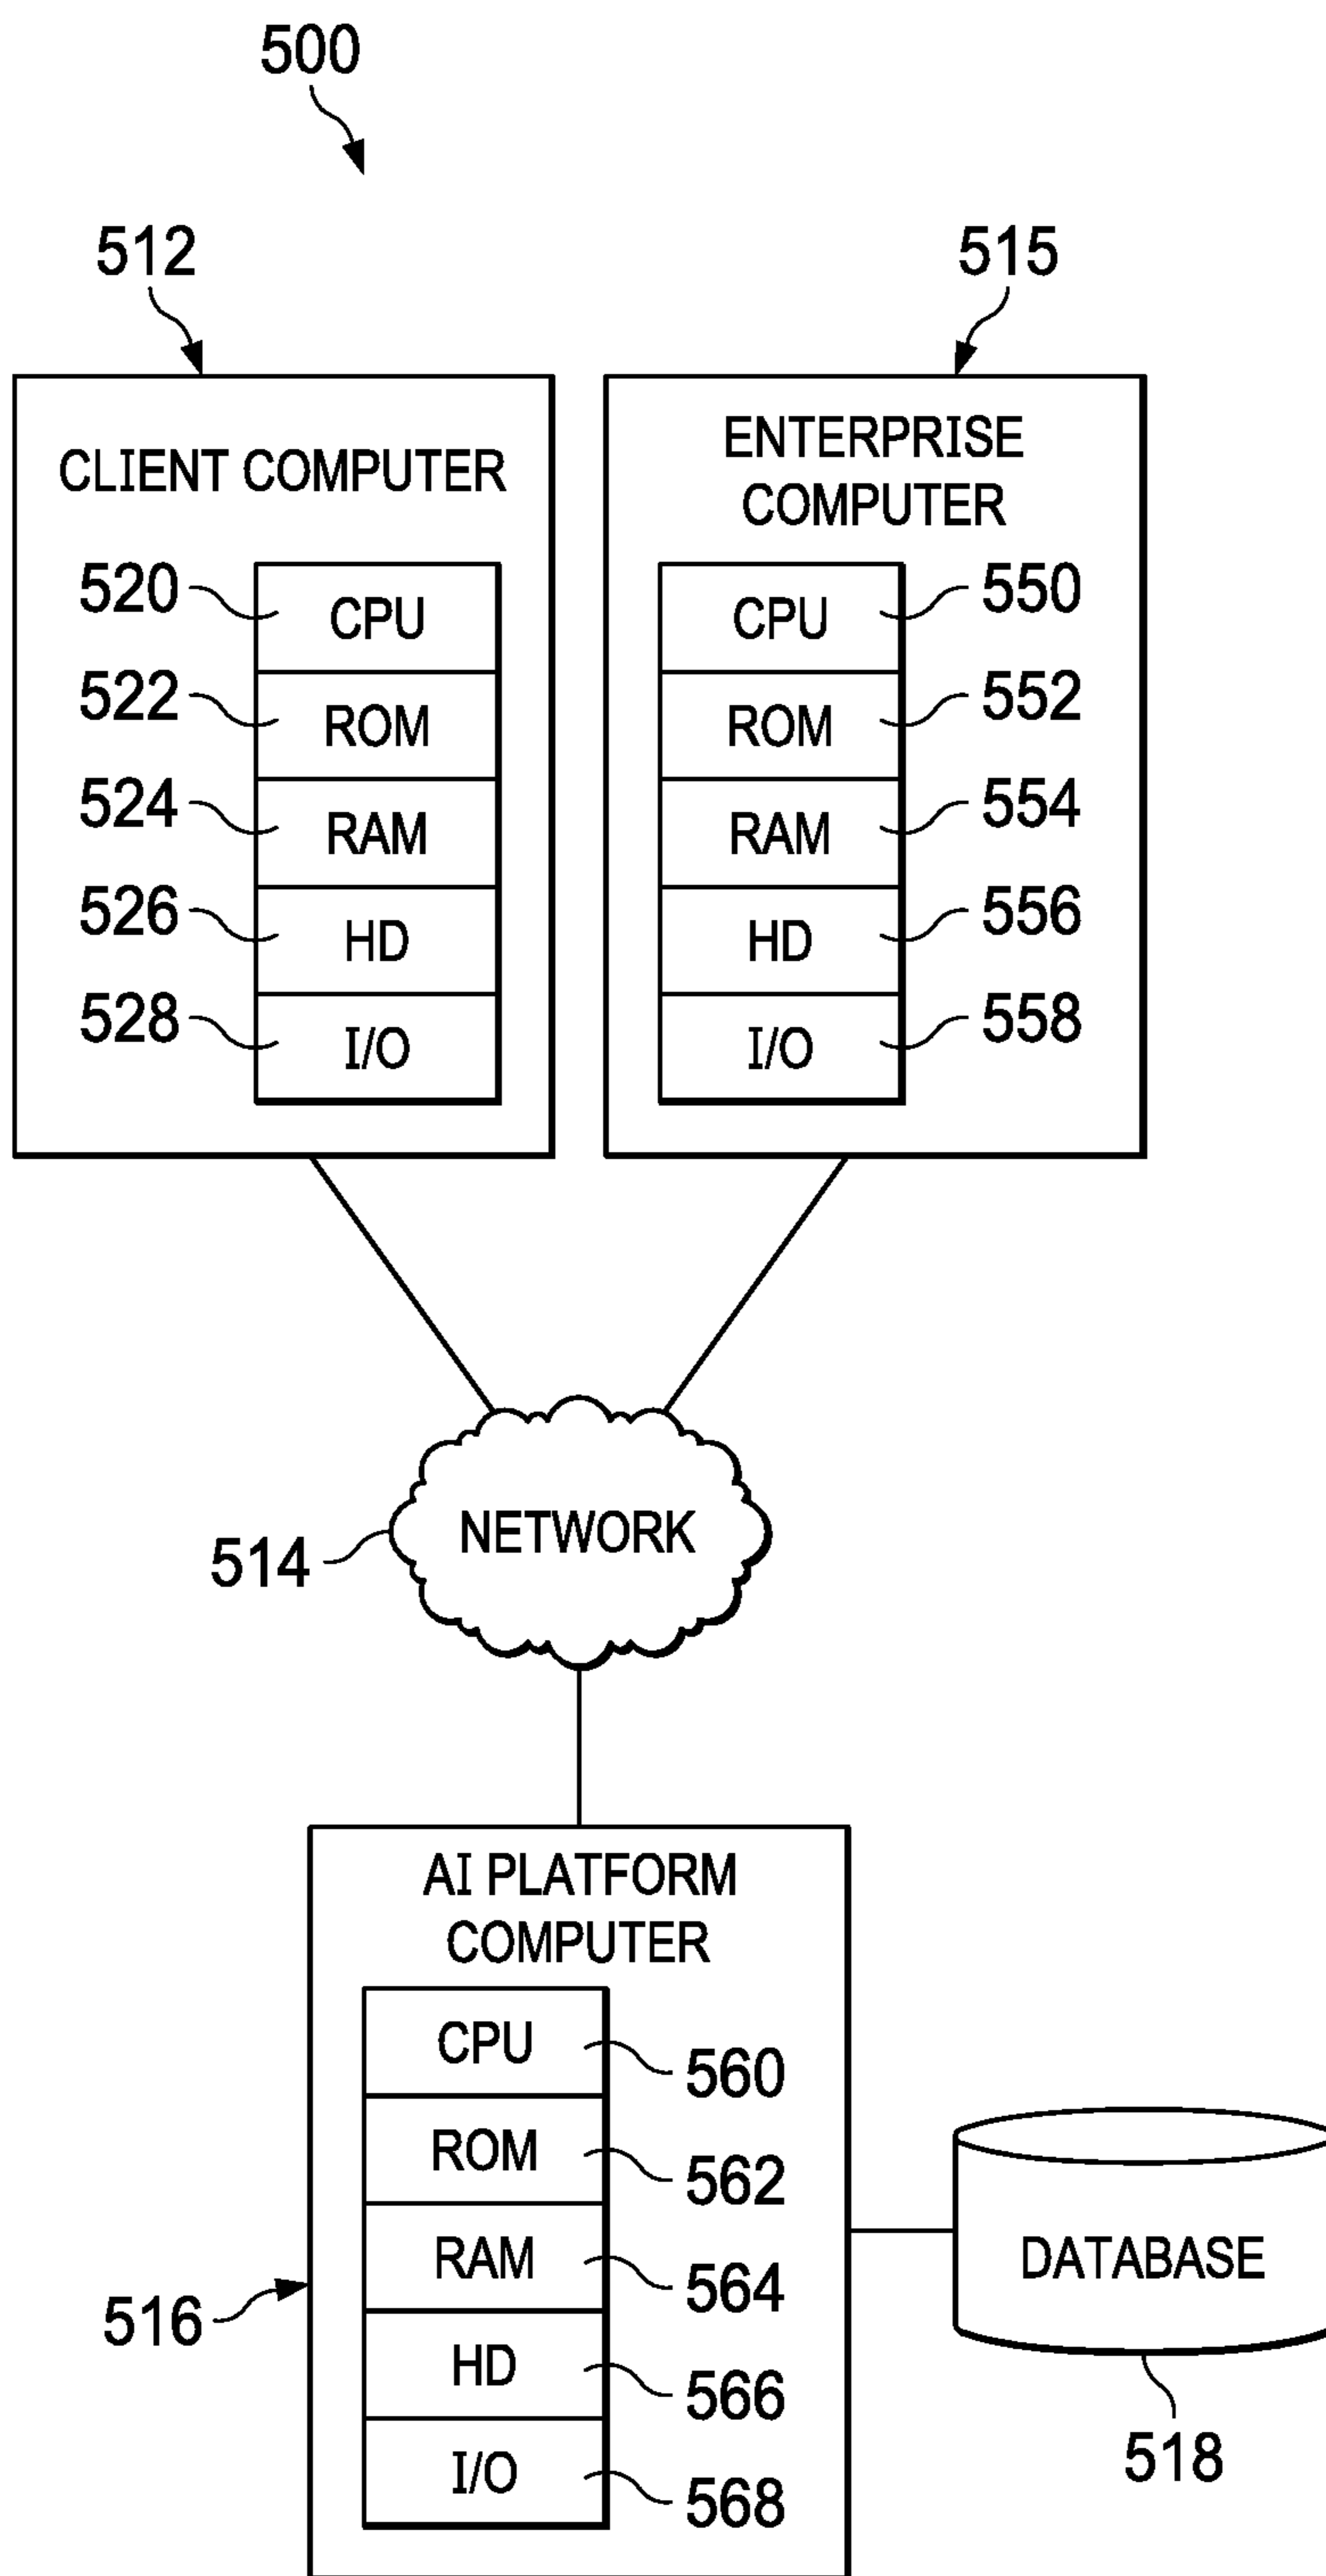 500
512
515
CLIENT COMPUTER
520 CPU
522 ROM
524 RAM
526 HD
528 I/O
ENTERPRISE
COMPUTER
CPU 550
ROM 552
RAM 554
HD 556
I/O 558
NETWORK
514
AI PLATFORM
COMPUTER
CPU 560
ROM 562
RAM 564
HD 566
I/O 568
516
DATABASE
518